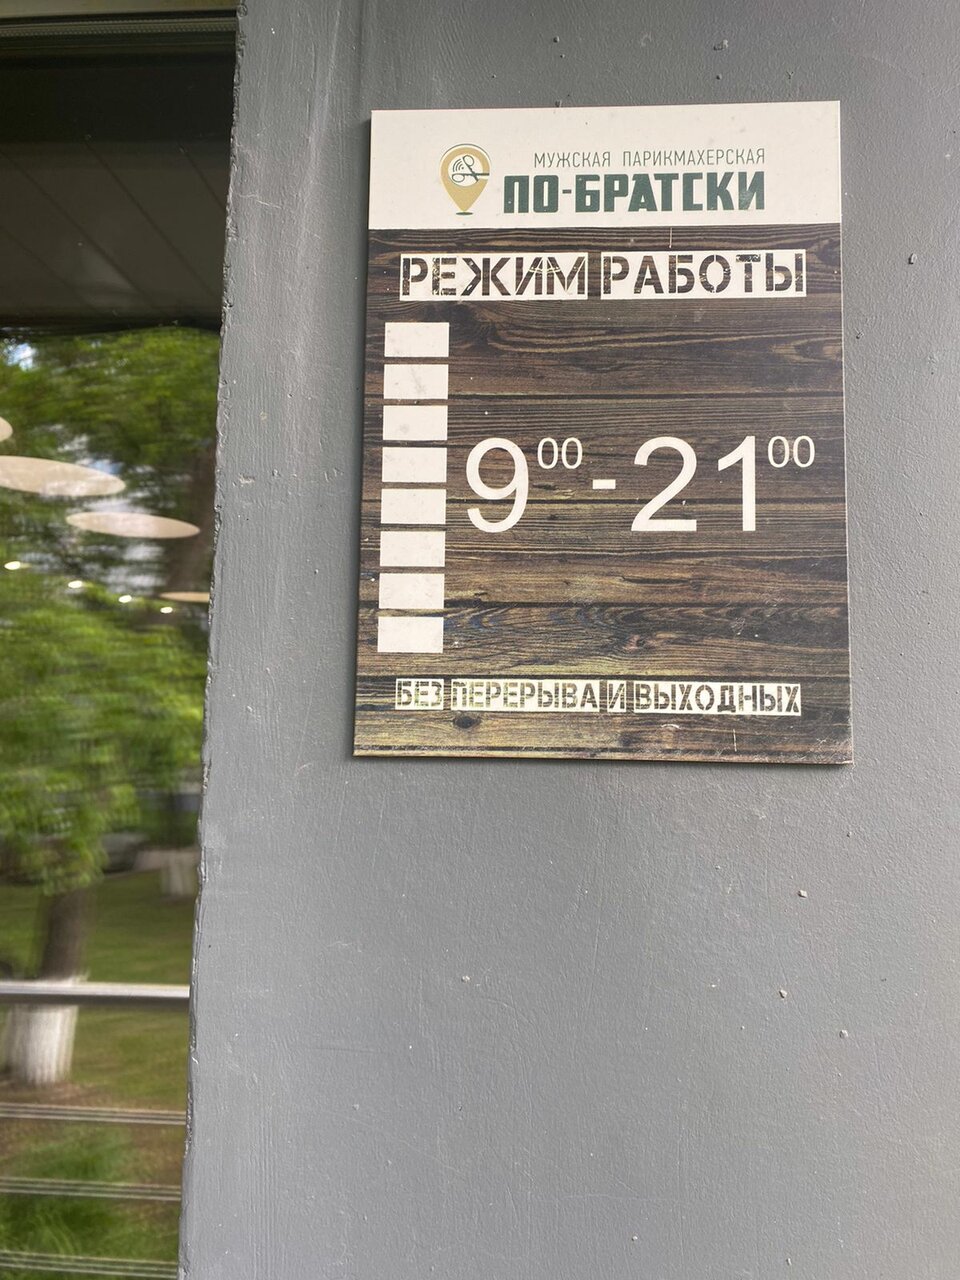 МУЖСКАЯ ПАРИКМАХЕРСКАЯ
ПО-БРАТСКИ
РЕЖИМ РАБОТЫ
9⁰⁰ - 21⁰⁰
БЕЗ ПЕРЕРЫВА И ВЫХОДНЫХ